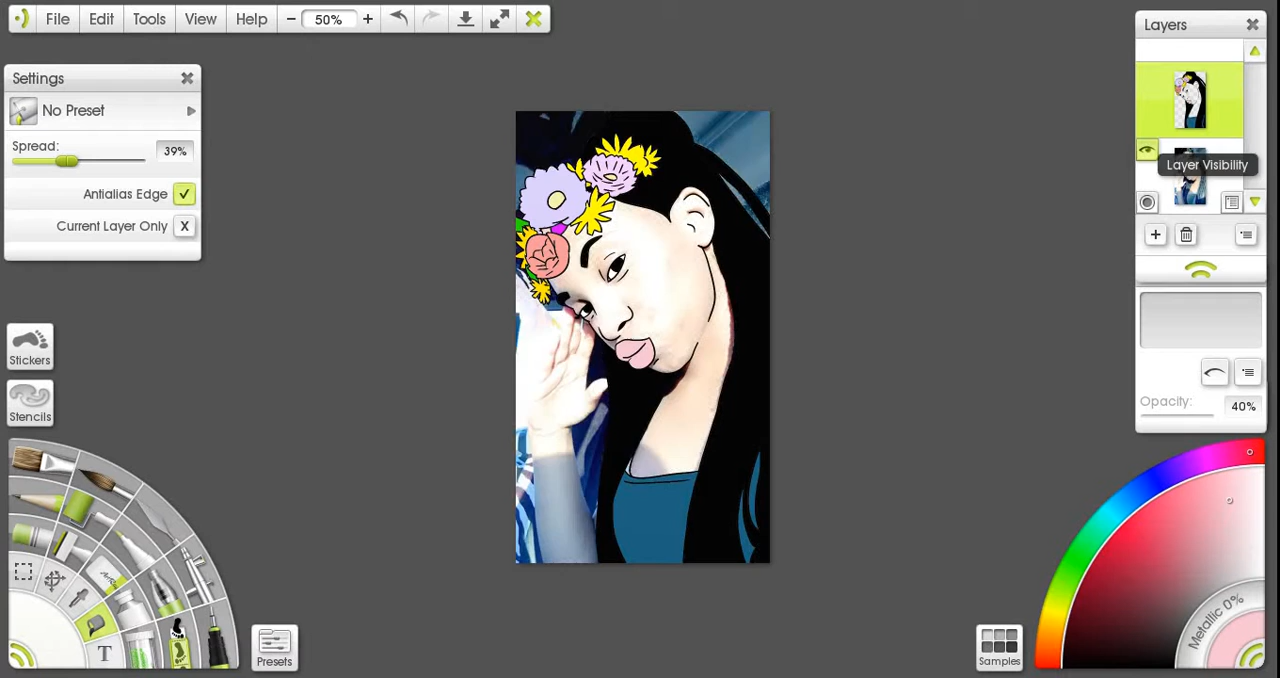 File Edit Tools View Help − 50% +
Layers
Settings
No Preset
Spread:
39%
Antialias Edge
Current Layer Only X
Layer Visibility
Opacity: 40%
Stickers
Stencils
T
Presets
Samples
Metallic 0%